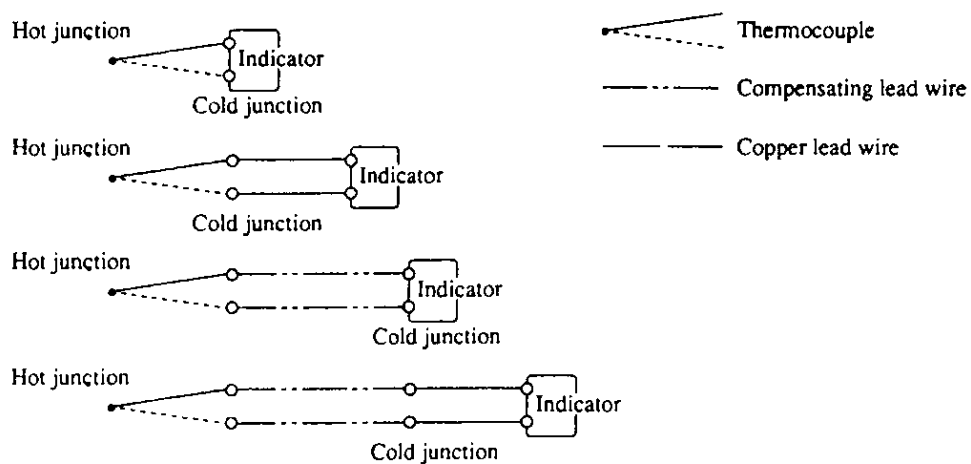 Hot junction
Indicator
Cold junction
Thermocouple
Compensating lead wire
Copper lead wire
Hot junction
Indicator
Cold junction
Hot junction
Indicator
Cold junction
Hot junction
Indicator
Cold junction